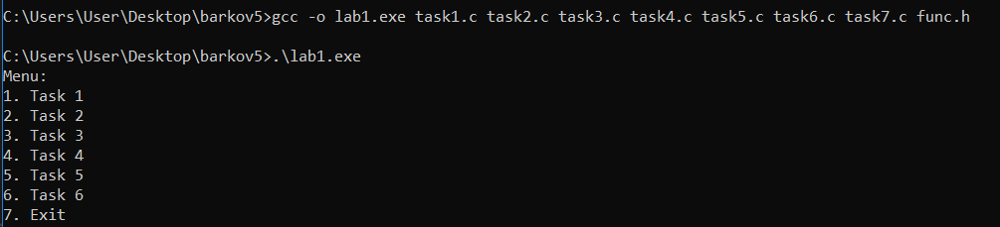 C:\Users\User\Desktop\barkov5>gcc -o lab1.exe task1.c task2.c task3.c task4.c task5.c task6.c task7.c func.h
C:\Users\User\Desktop\barkov5>.\lab1.exe
Menu:
1. Task 1
2. Task 2
3. Task 3
4. Task 4
5. Task 5
6. Task 6
7. Exit